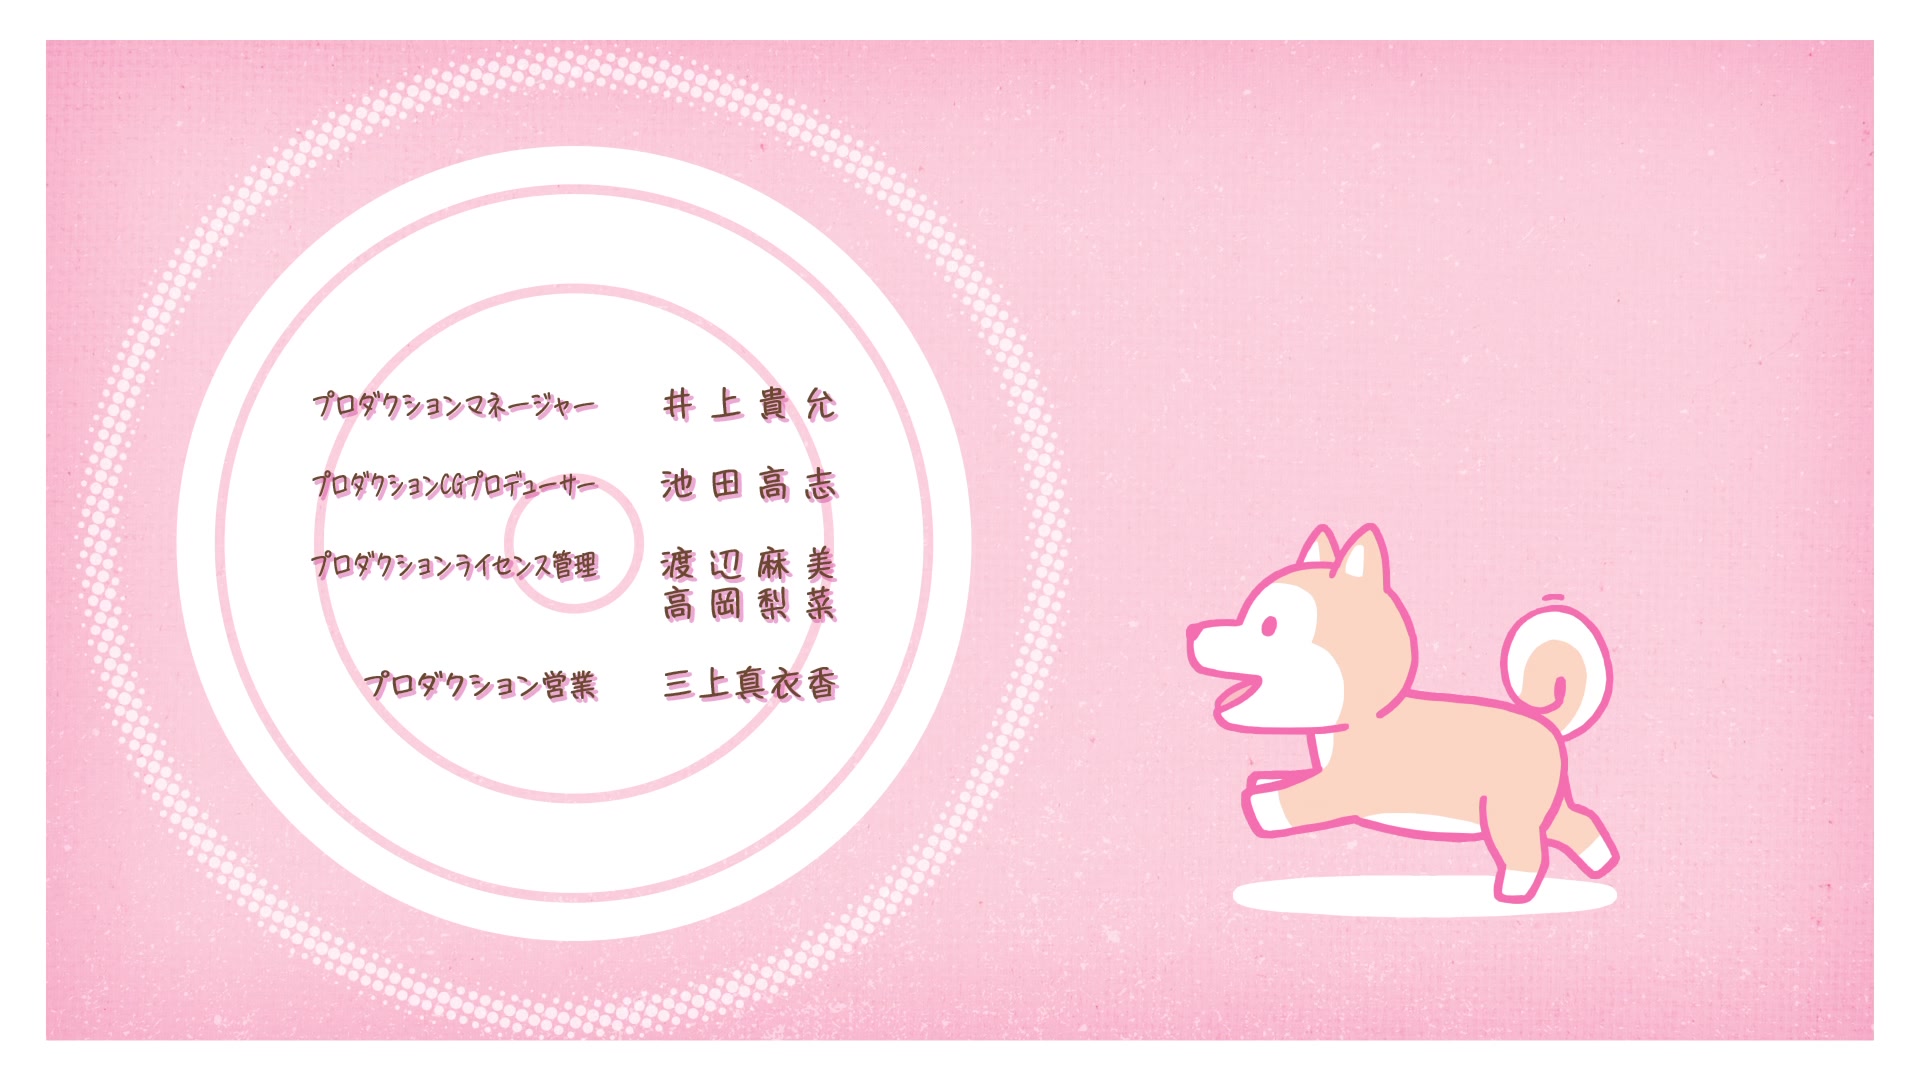 プロダクションマネージャー 井上貴允
プロダクションCGプロデューサー 池田高志
プロダクションライセンス管理 渡辺麻美
高岡梨菜
プロダクション営業 三上真衣香